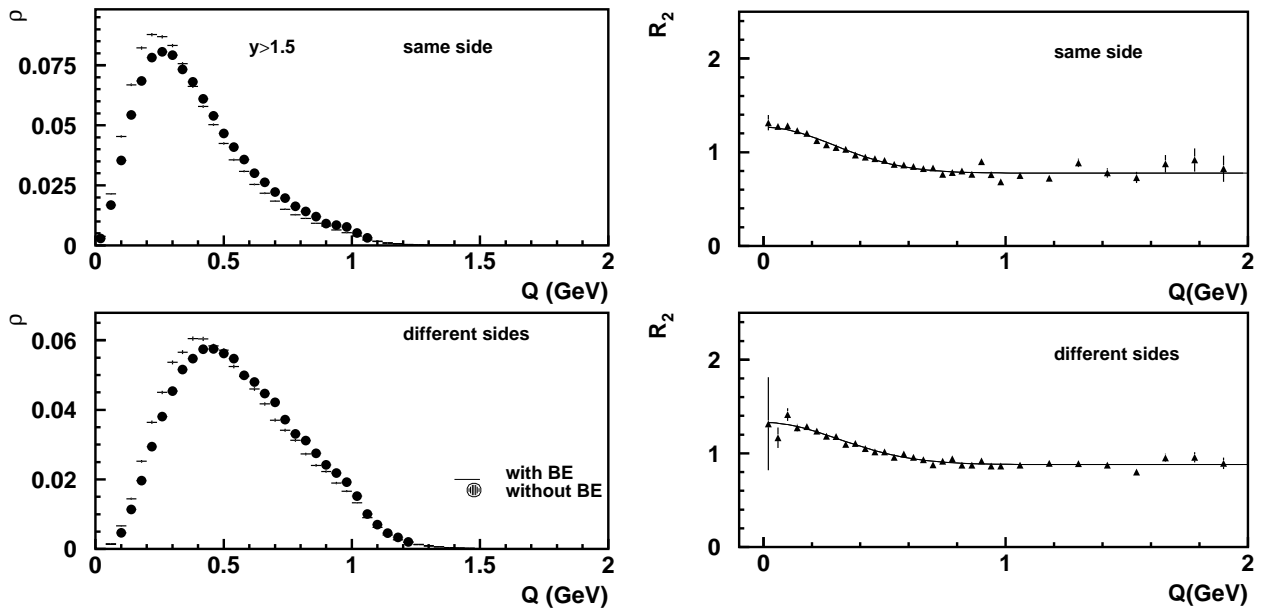 ρ
y>1.5
same side
0.075
0.05
0.025
0
0
0.5
1
1.5
2
Q (GeV)
R2
same side
2
1
0
0
1
2
Q(GeV)
ρ
different sides
0.06
0.04
0.02
0
with BE
without BE
0
0.5
1
1.5
2
Q (GeV)
R2
different sides
2
1
0
0
1
2
Q(GeV)